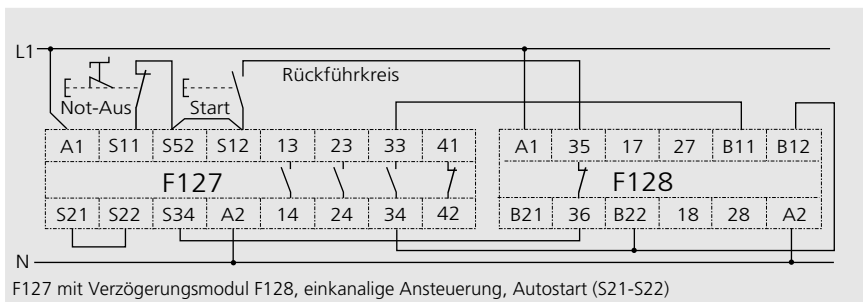 L1
Rückführkreis
Not-Aus Start
A1 S11 S52 S12 13 23 33 41 A1 35 17 27 B11 B12
F127 F128
S21 S22 S34 A2 14 24 34 42 B21 36 B22 18 28 A2
N
F127 mit Verzögerungsmodul F128, einkanalige Ansteuerung, Autostart (S21-S22)